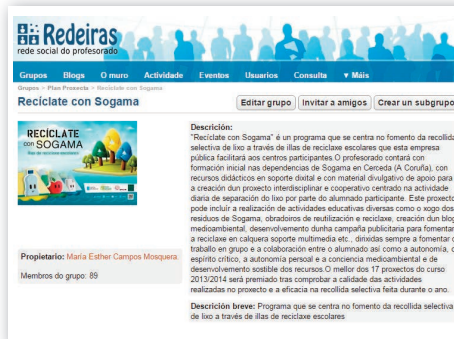 Redeiras
rede social do profesorado
Grupos Blogs O muro Actividade Eventos Usuarios Consulta ▼ Máis
Grupos > Plan Proxecta > Recíclate con Sogama
Recíclate con Sogama
Editar grupo Invitar a amigos Crear un subgrupo
RECÍCLATE
CON SOGAMA
Propietario: María Esther Campos Mosquera
Membros do grupo: 89
Descrición:
"Recíclate con Sogama" é un programa que se centra no fomento da recollida
selectiva de lixo a través de illas de reciclaxe escolares que esta empresa
pública facilitará aos centros participantes.O profesorado contará con
formación inicial nas dependencias de Sogama en Cerceda (A Coruña), con
recursos didácticos en soporte dixital e con material divulgativo de apoio para
a creación dun proxecto interdisciplinar e cooperativo centrado na actividade
diaria de separación do lixo por parte do alumnado participante. Este proxecto
pode incluír a realización de actividades educativas diversas como o xogo dos
residuos de Sogama, obradoiros de reutilización e reciclaxe, creación dun blog
medioambiental, desenvolvemento dunha campaña publicitaria para fomentar
a reciclaxe en calquera soporte multimedia etc., dirixidas sempre a fomentar o
traballo en grupo e a colaboración entre o alumnado así como a autonomía, o
espírito crítico, a autonomía persoal e a conciencia medioambiental e de
desenvolvemento sostible dos recursos.O mellor dos 17 proxectos do curso
2013/2014 será premiado tras comprobar a calidade das actividades
realizadas no proxecto e a eficacia na recollida selectiva feita durante o ano.
Descrición breve: Programa que se centra no fomento da recollida selectiva
de lixo a través de illas de reciclaxe escolares